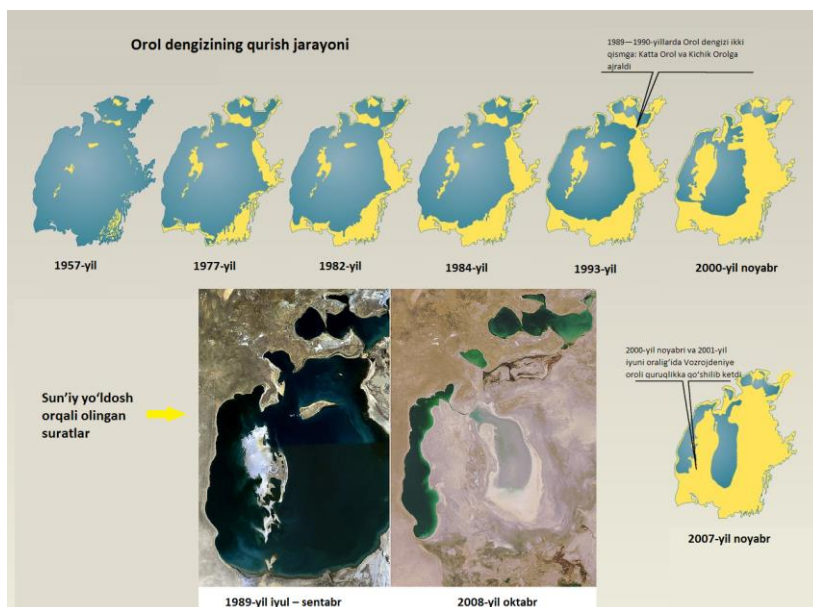 Orol dengizining qurish jarayoni
1989—1990-yillarda Orol dengizi ikki
qismga: Katta Orol va Kichik Orolga
ajraldi
1957-yil
1977-yil
1982-yil
1984-yil
1993-yil
2000-yil noyabr
Sun’iy yo‘ldosh
orqali olingan
suratlar
2000-yil noyabri va 2001-yil
iyuni oralig‘ida Vozrojdeniye
oroli quruqlikka qo‘shilib ketdi
2007-yil noyabr
1989-yil iyul – sentabr
2008-yil oktabr